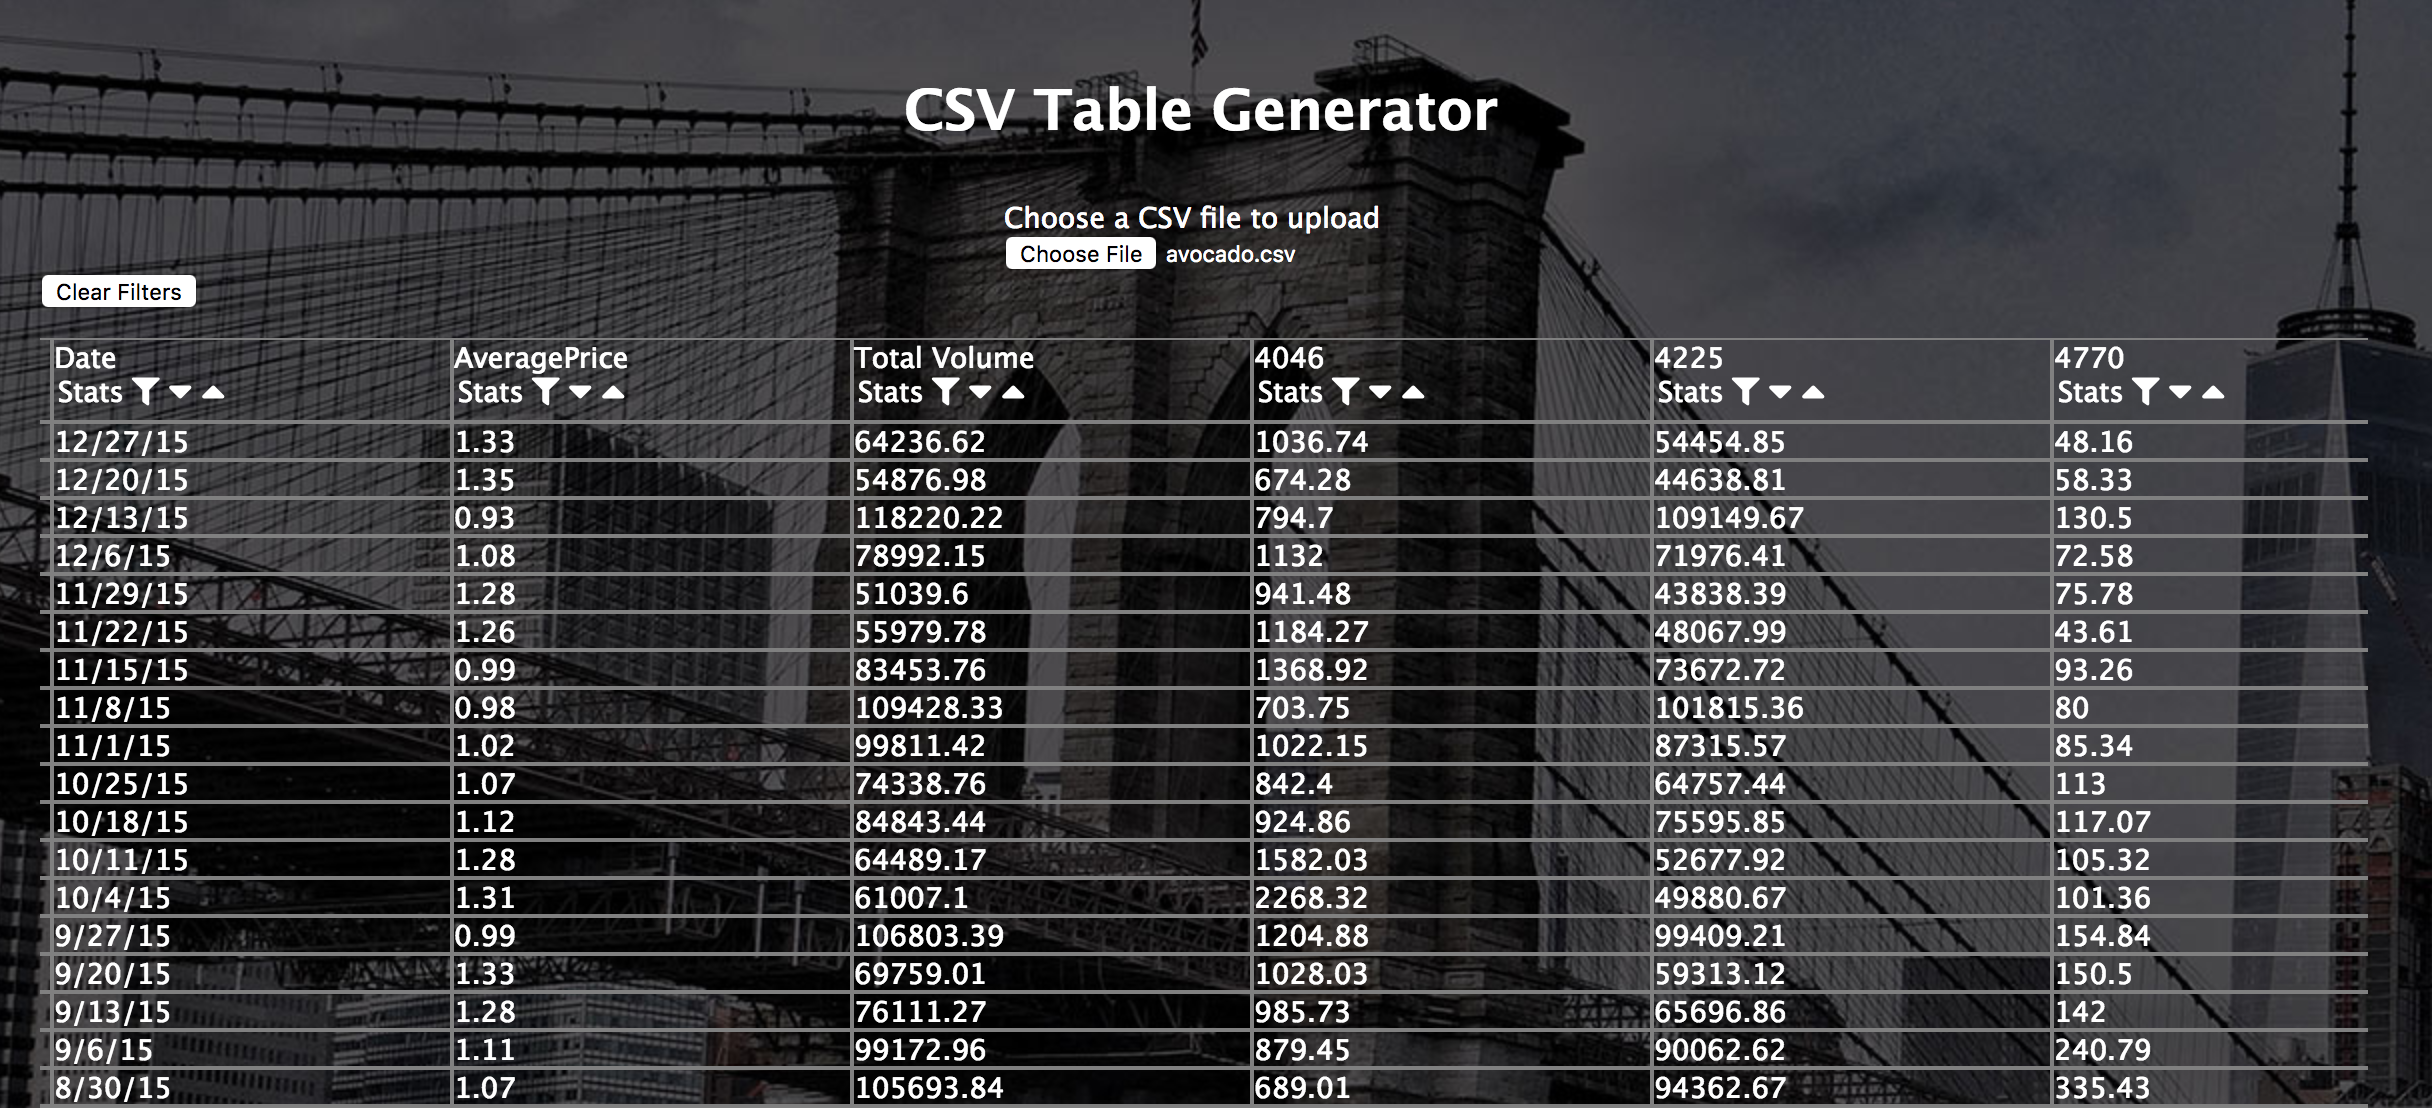 CSV Table Generator
Choose a CSV file to upload
Choose File avocado.csv
Clear Filters
Date AveragePrice Total Volume 4046 4225 4770
Stats Stats Stats Stats Stats Stats
12/27/15 1.33 64236.62 1036.74 54454.85 48.16
12/20/15 1.35 54876.98 674.28 44638.81 58.33
12/13/15 0.93 118220.22 794.7 109149.67 130.5
12/6/15 1.08 78992.15 1132 71976.41 72.58
11/29/15 1.28 51039.6 941.48 43838.39 75.78
11/22/15 1.26 55979.78 1184.27 48067.99 43.61
11/15/15 0.99 83453.76 1368.92 73672.72 93.26
11/8/15 0.98 109428.33 703.75 101815.36 80
11/1/15 1.02 99811.42 1022.15 87315.57 85.34
10/25/15 1.07 74338.76 842.4 64757.44 113
10/18/15 1.12 84843.44 924.86 75595.85 117.07
10/11/15 1.28 64489.17 1582.03 52677.92 105.32
10/4/15 1.31 61007.1 2268.32 49880.67 101.36
9/27/15 0.99 106803.39 1204.88 99409.21 154.84
9/20/15 1.33 69759.01 1028.03 59313.12 150.5
9/13/15 1.28 76111.27 985.73 65696.86 142
9/6/15 1.11 99172.96 879.45 90062.62 240.79
8/30/15 1.07 105693.84 689.01 94362.67 335.43